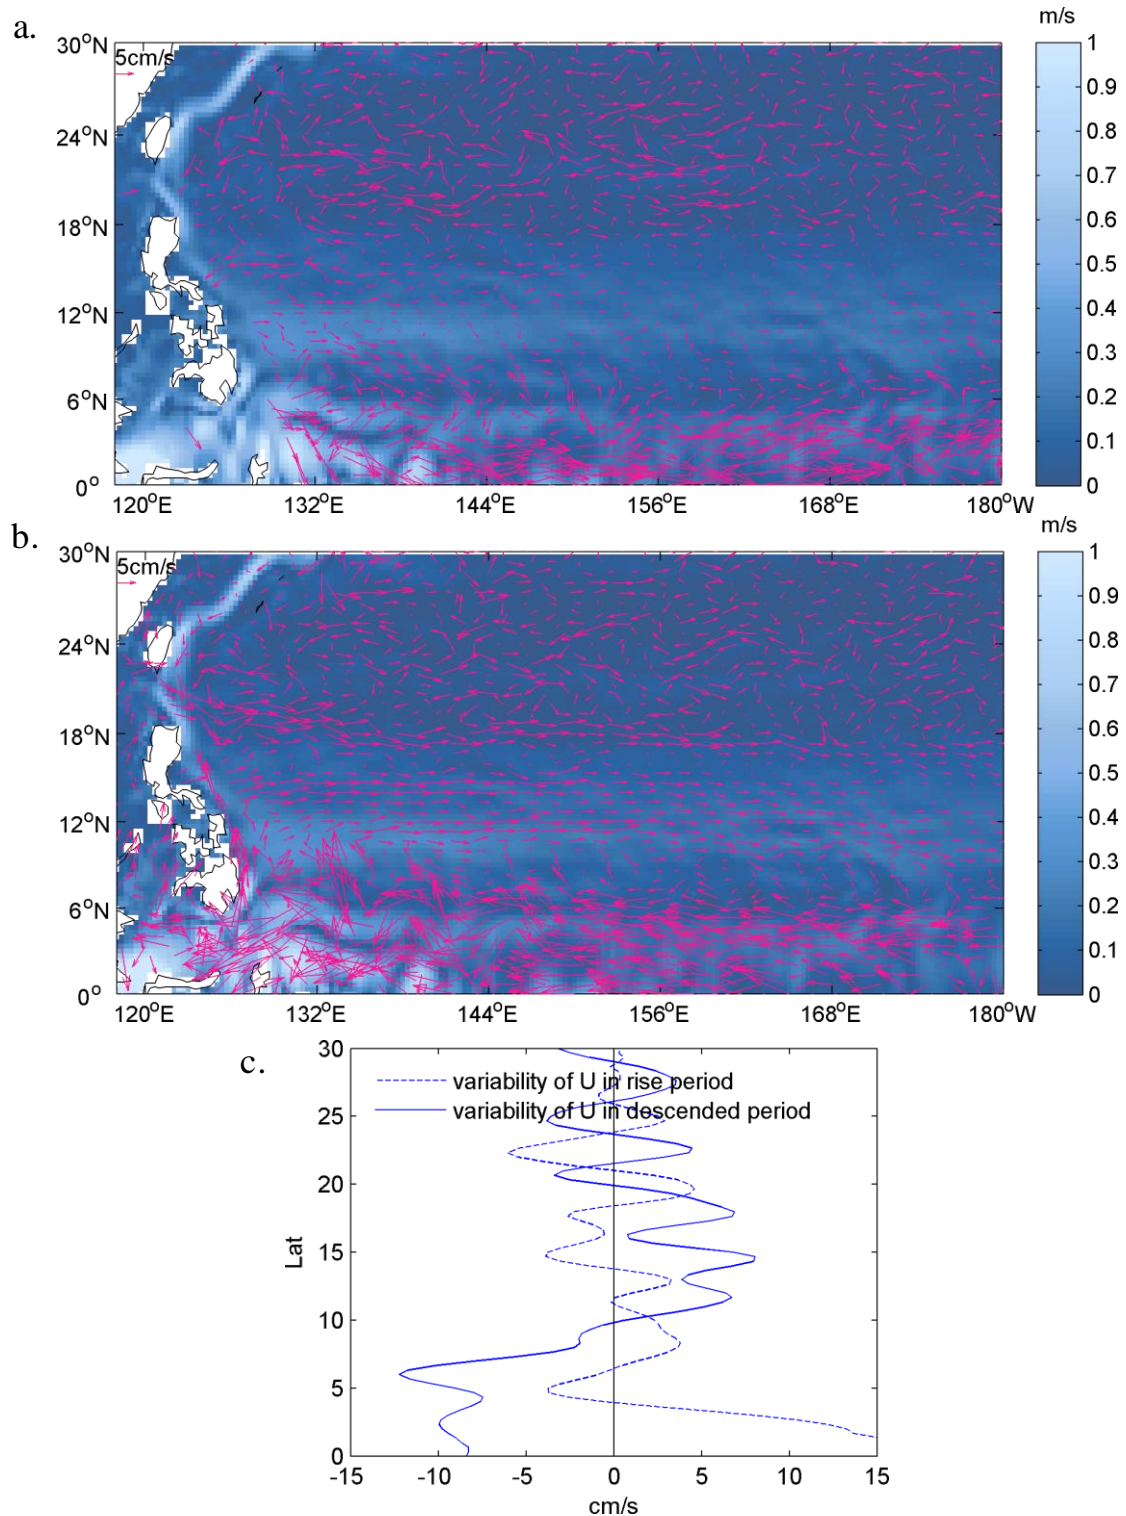 a.
m/s
30°N
5cm/s
24°N
18°N
12°N
6°N
0°
120°E
132°E
144°E
156°E
168°E
180°W
1
0.9
0.8
0.7
0.6
0.5
0.4
0.3
0.2
0.1
0
b.
m/s
30°N
5cm/s
24°N
18°N
12°N
6°N
0°
120°E
132°E
144°E
156°E
168°E
180°W
1
0.9
0.8
0.7
0.6
0.5
0.4
0.3
0.2
0.1
0
c.
variability of U in rise period
variability of U in descended period
30
25
20
15
10
5
0
Lat
-15
-10
-5
0
5
10
15
cm/s